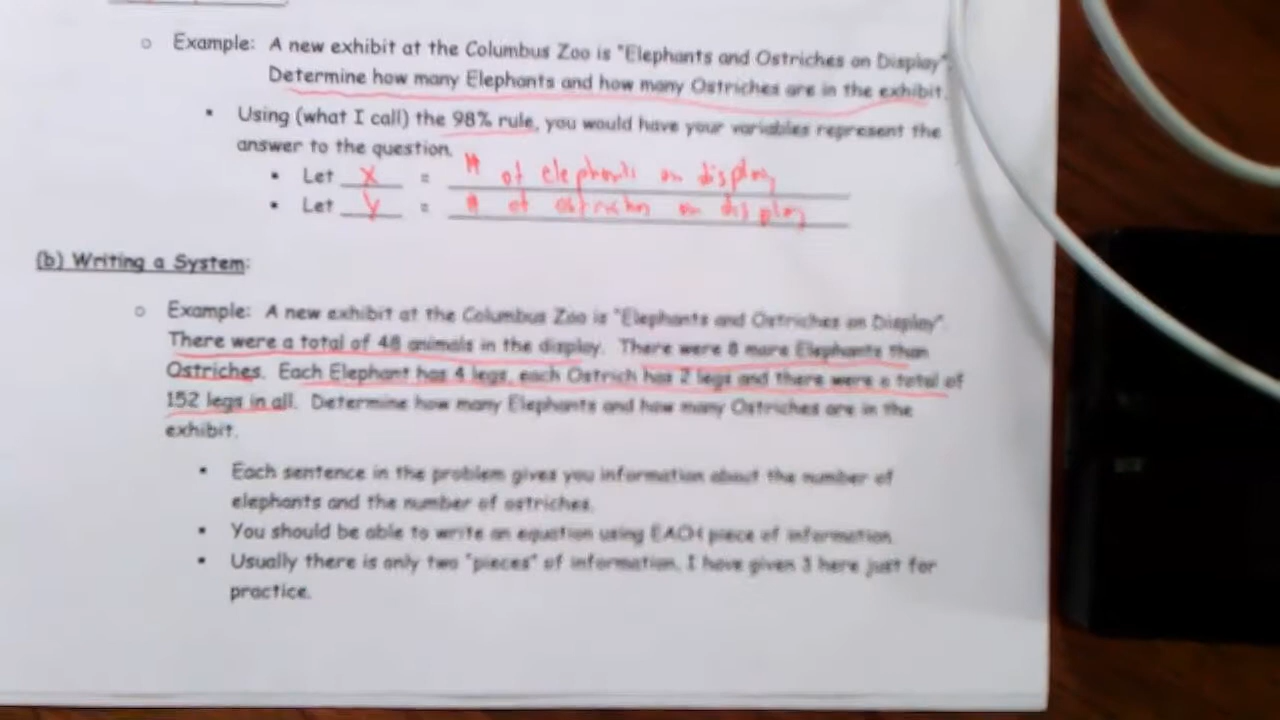 o Example: A new exhibit at the Columbus Zoo is "Elephants and Ostriches on Display".
Determine how many Elephants and how many Ostriches are in the exhibit.
▪ Using (what I call) the 98% rule, you would have your variables represent the
answer to the question.
▪ Let X = # of elephants on display
▪ Let Y = # of ostriches on display
(b) Writing a System:
o Example: A new exhibit at the Columbus Zoo is "Elephants and Ostriches on Display".
There were a total of 48 animals in the display. There were 8 more Elephants than
Ostriches. Each Elephant has 4 legs, each Ostrich has 2 legs and there were a total of
152 legs in all. Determine how many Elephants and how many Ostriches are in the
exhibit.
▪ Each sentence in the problem gives you information about the number of
elephants and the number of ostriches.
▪ You should be able to write an equation using EACH piece of information.
▪ Usually there is only two "pieces" of information, I have given 3 here just for
practice.